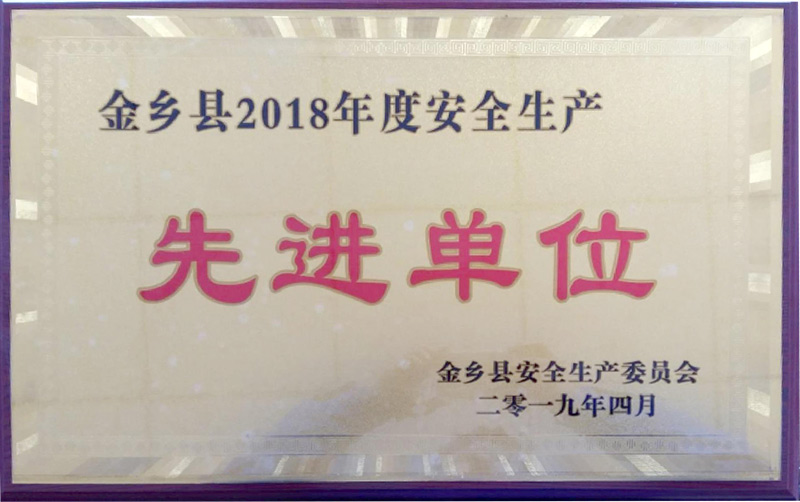 金乡县2018年度安全生产
先进单位
金乡县安全生产委员会
二零一九年四月